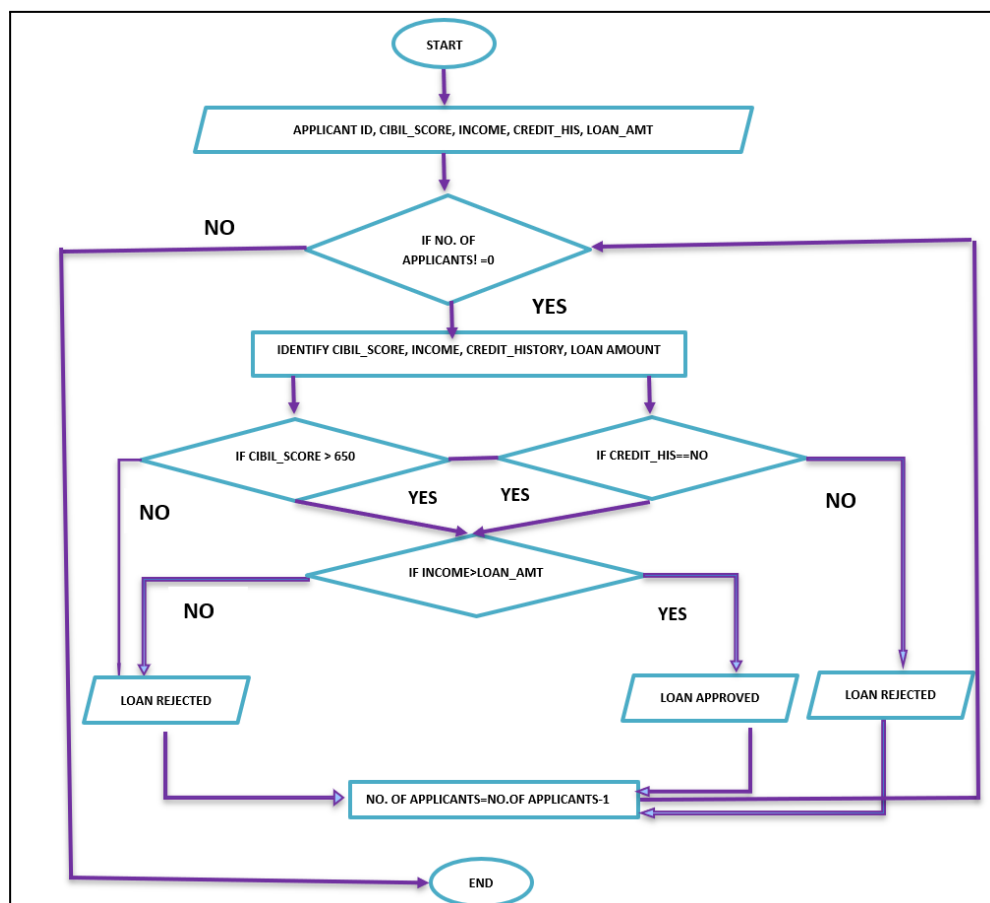 START
APPLICANT ID, CIBIL_SCORE, INCOME, CREDIT_HIS, LOAN_AMT
NO
IF NO. OF
APPLICANTS! =0
YES
IDENTIFY CIBIL_SCORE, INCOME, CREDIT_HISTORY, LOAN AMOUNT
IF CIBIL_SCORE > 650
IF CREDIT_HIS==NO
YES
YES
NO
NO
IF INCOME>LOAN_AMT
NO
YES
LOAN REJECTED
LOAN APPROVED
LOAN REJECTED
NO. OF APPLICANTS=NO.OF APPLICANTS-1
END